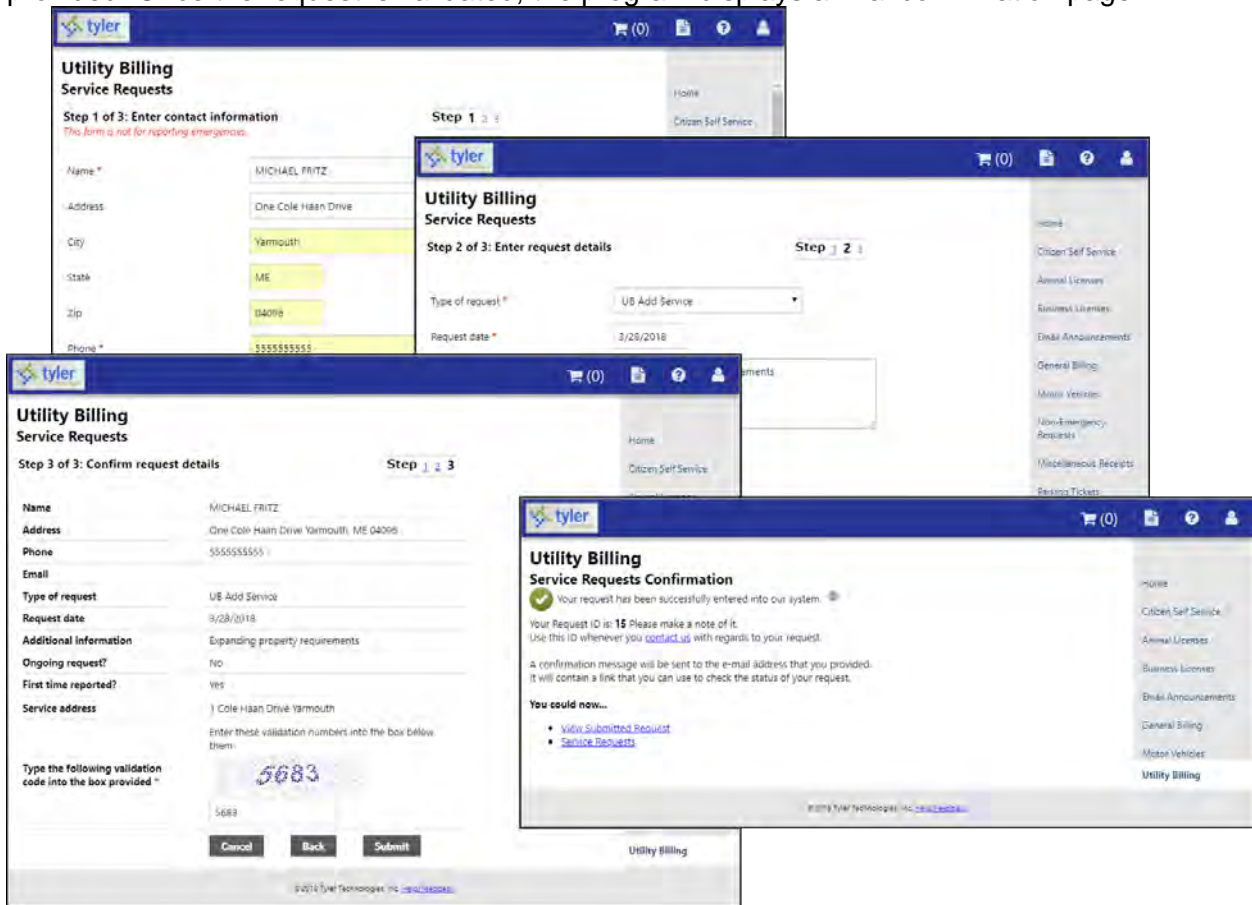 tyler
(0)
Utility Billing
Service Requests
Home
Step 1 of 3: Enter contact information
Step 1 2 3
Citizen Self Service
This form is not for reporting emergencies.
Name *
MICHAEL FRITZ
Address
One Cole Haan Drive
City
Yarmouth
State
ME
Zip
04096
Phone *
5555555555
tyler
(0)
Utility Billing
Service Requests
Home
Step 2 of 3: Enter request details
Step 1 2 3
Citizen Self Service
Animal Licenses
Type of request *
UB Add Service
Business Licenses
Request date *
3/28/2018
Email Announcements
General Billing
Motor Vehicles
Non-Emergency
Requests
Miscellaneous Receipts
Parking Tickets
tyler
(0)
Utility Billing
Service Requests
Home
Step 3 of 3: Confirm request details
Step 1 2 3
Citizen Self Service
Name
MICHAEL FRITZ
Address
One Cole Haan Drive Yarmouth, ME 04096
Phone
5555555555
Email
Type of request
UB Add Service
Request date
3/28/2018
Additional information
Expanding property requirements
Ongoing request?
No
First time reported?
Yes
Service address
Cole Haan Drive Yarmouth
Enter these validation numbers into the box below
them
Type the following validation
code into the box provided *
5683
5683
Cancel
Back
Submit
Utility Billing
©2018 Tyler Technologies, Inc.
tyler
(0)
Utility Billing
Service Requests Confirmation
Home
Your request has been successfully entered into our system.
Citizen Self Service
Your Request ID is: 15 Please make a note of it.
Use this ID whenever you contact us with regards to your request.
Animal Licenses
A confirmation message will be sent to the e-mail address that you provided.
It will contain a link that you can use to check the status of your request.
Business Licenses
Email Announcements
You could now...
General Billing
View Submitted Request
Service Requests
Motor Vehicles
Utility Billing
©2018 Tyler Technologies, Inc.